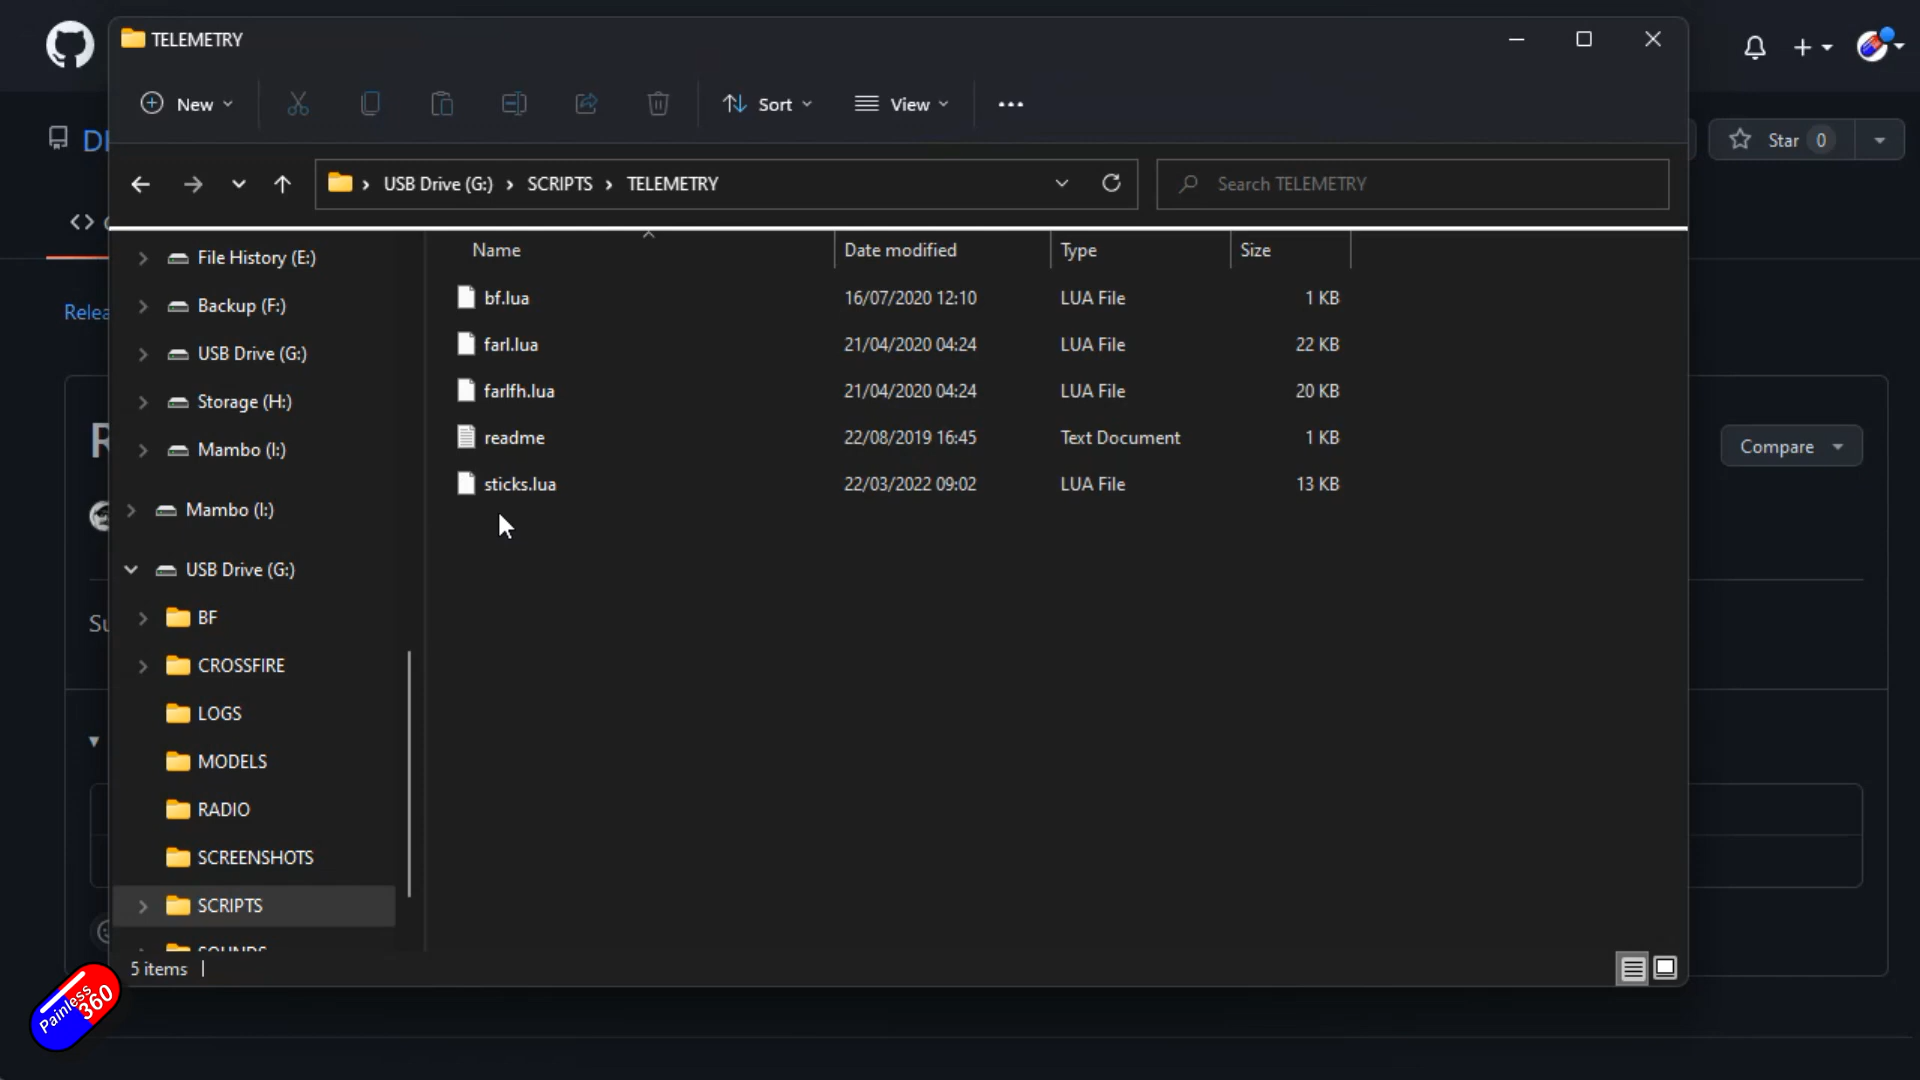 TELEMETRY
New
Sort
View
USB Drive (G:) SCRIPTS TELEMETRY
Search TELEMETRY
Star 0
Name Date modified Type Size
bf.lua 16/07/2020 12:10 LUA File 1 KB
farl.lua 21/04/2020 04:24 LUA File 22 KB
farlfh.lua 21/04/2020 04:24 LUA File 20 KB
readme 22/08/2019 16:45 Text Document 1 KB
sticks.lua 22/03/2022 09:02 LUA File 13 KB
File History (E:)
Backup (F:)
USB Drive (G:)
Storage (H:)
Mambo (I:)
Mambo (I:)
USB Drive (G:)
BF
CROSSFIRE
LOGS
MODELS
RADIO
SCREENSHOTS
SCRIPTS
SOUNDS
5 items
Compare
Relea
Painless
360